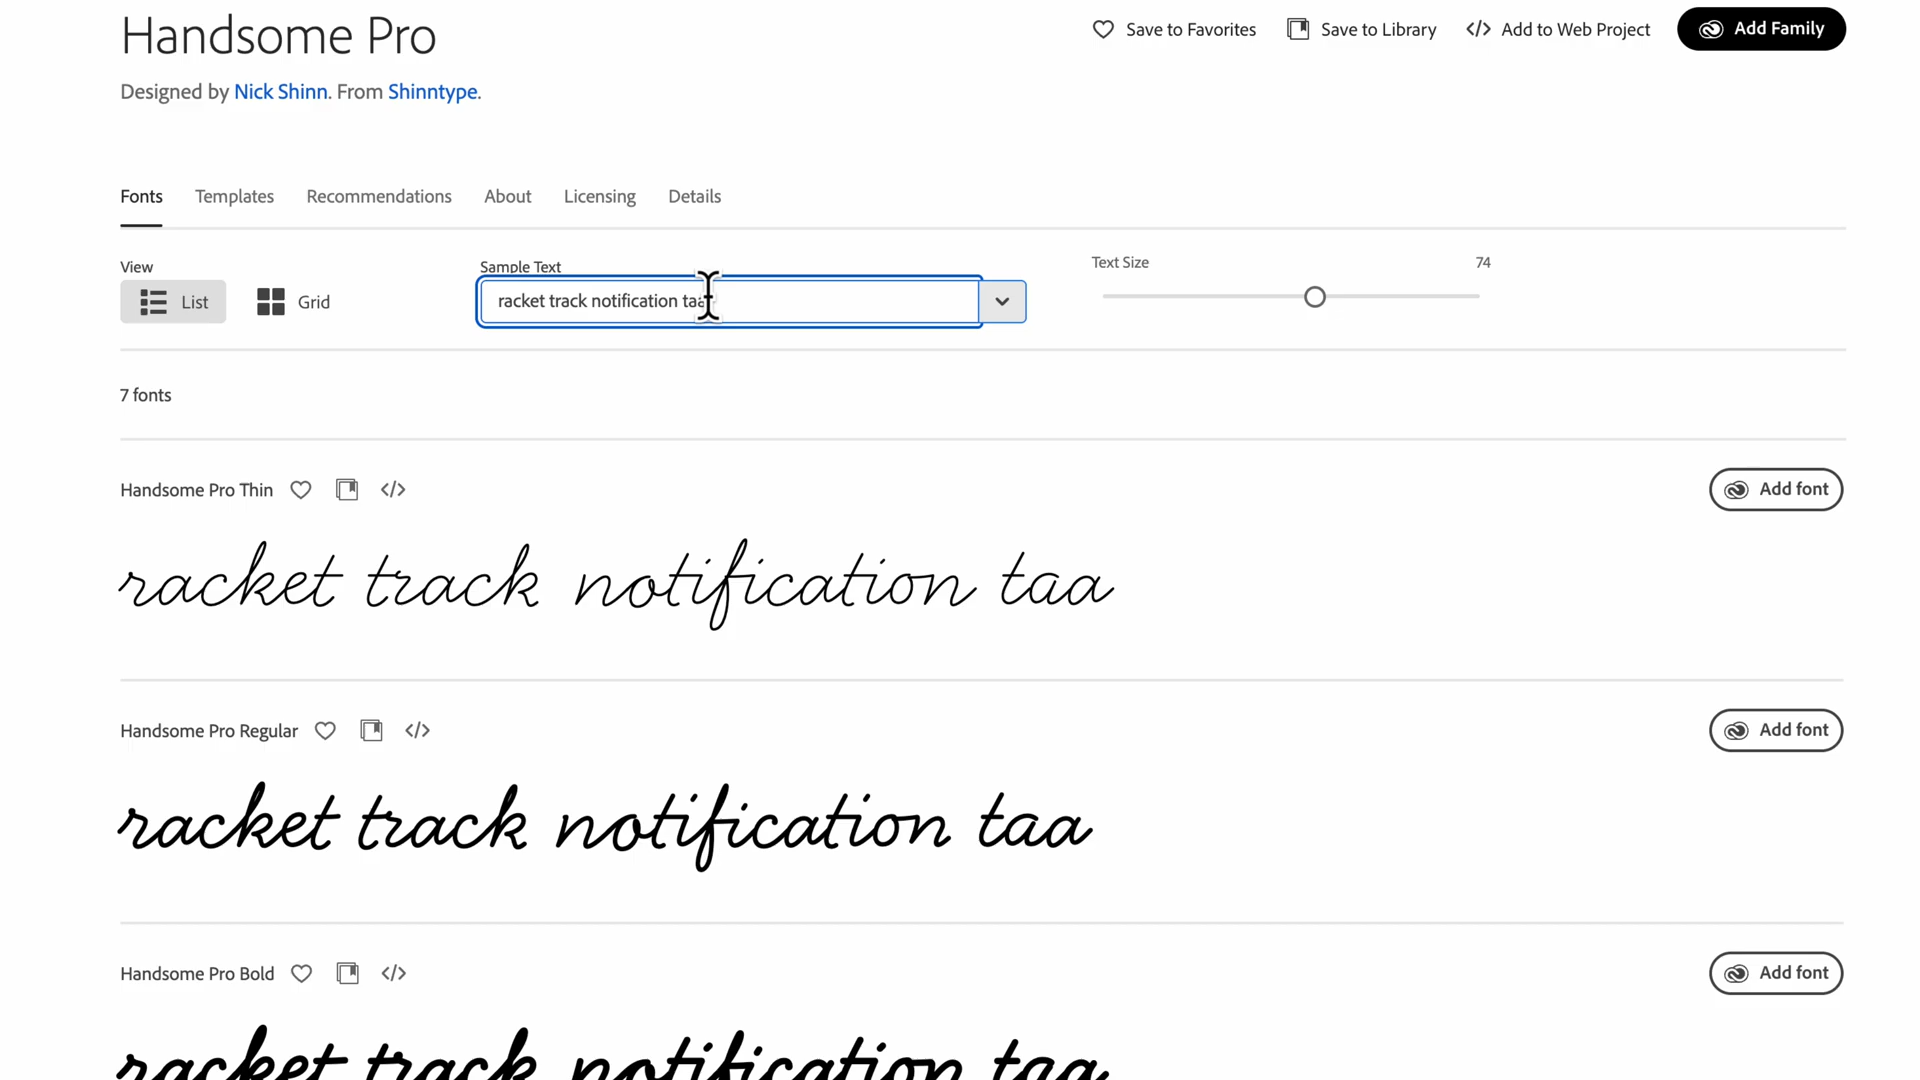 Handsome Pro
Save to Favorites
Save to Library
Add to Web Project
Add Family
Designed by Nick Shinn. From Shinntype.
Fonts
Templates
Recommendations
About
Licensing
Details
View
List
Grid
Sample Text
racket track notification taa
Text Size
74
7 fonts
Handsome Pro Thin
Add font
racket track notification taa
Handsome Pro Regular
Add font
racket track notification taa
Handsome Pro Bold
Add font
racket track notification taa